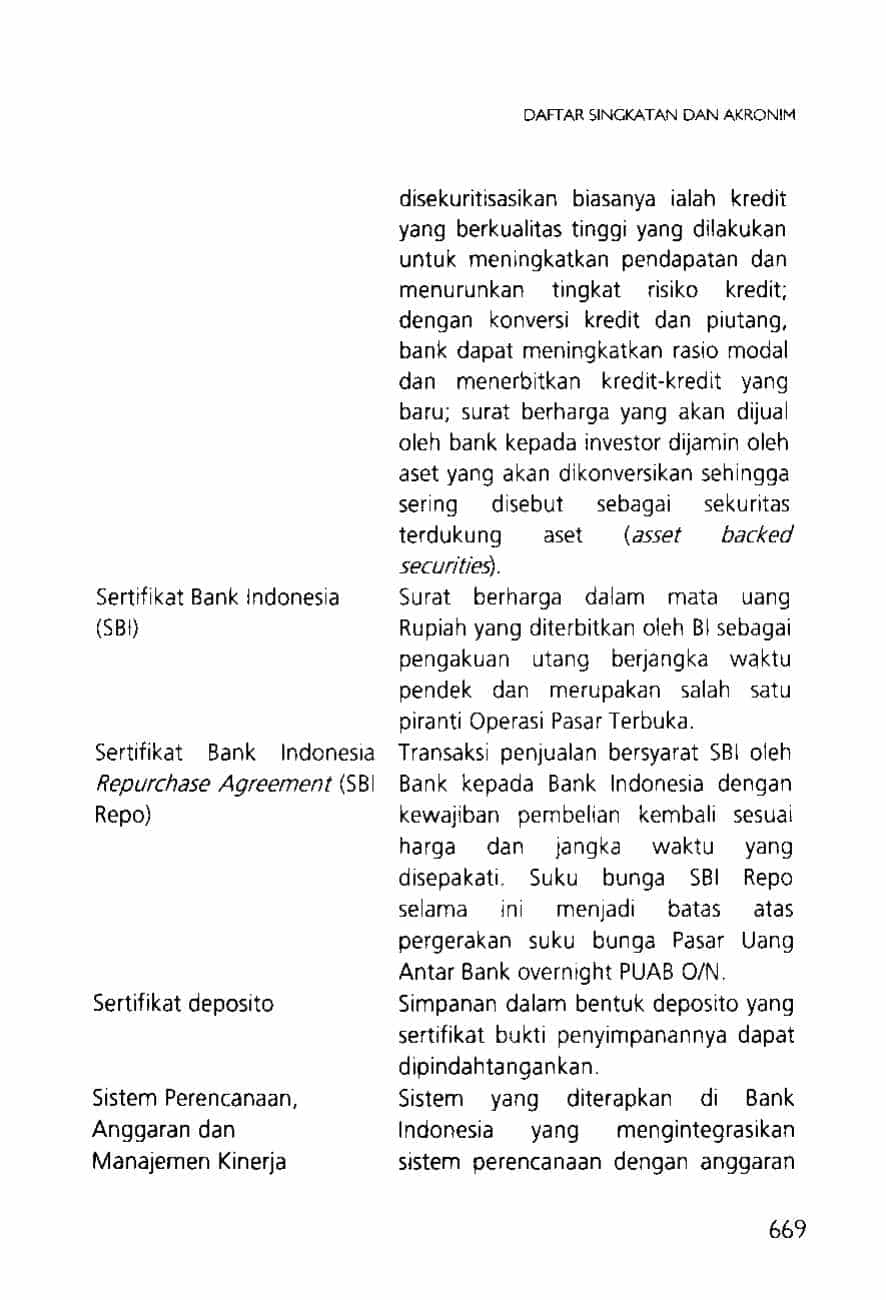 DAFTAR SINGKATAN DAN AKRONIM
disekuritisasikan biasanya ialah kredit
yang berkualitas tinggi yang dilakukan
untuk meningkatkan pendapatan dan
menurunkan tingkat risiko kredit;
dengan konversi kredit dan piutang,
bank dapat meningkatkan rasio modal
dan menerbitkan kredit-kredit yang
baru; surat berharga yang akan dijual
oleh bank kepada investor dijamin oleh
aset yang akan dikonversikan sehingga
sering disebut sebagai sekuritas
terdukung aset (asset backed
securities).
Sertifikat Bank Indonesia
(SBI)
Surat berharga dalam mata uang
Rupiah yang diterbitkan oleh BI sebagai
pengakuan utang berjangka waktu
pendek dan merupakan salah satu
piranti Operasi Pasar Terbuka.
Sertifikat Bank Indonesia
Repurchase Agreement (SBI
Repo)
Transaksi penjualan bersyarat SBI oleh
Bank kepada Bank Indonesia dengan
kewajiban pembelian kembali sesuai
harga dan jangka waktu yang
disepakati. Suku bunga SBI Repo
selama ini menjadi batas atas
pergerakan suku bunga Pasar Uang
Antar Bank overnight PUAB O/N.
Sertifikat deposito
Simpanan dalam bentuk deposito yang
sertifikat bukti penyimpanannya dapat
dipindahtangankan.
Sistem Perencanaan,
Anggaran dan
Manajemen Kinerja
Sistem yang diterapkan di Bank
Indonesia yang mengintegrasikan
sistem perencanaan dengan anggaran
669